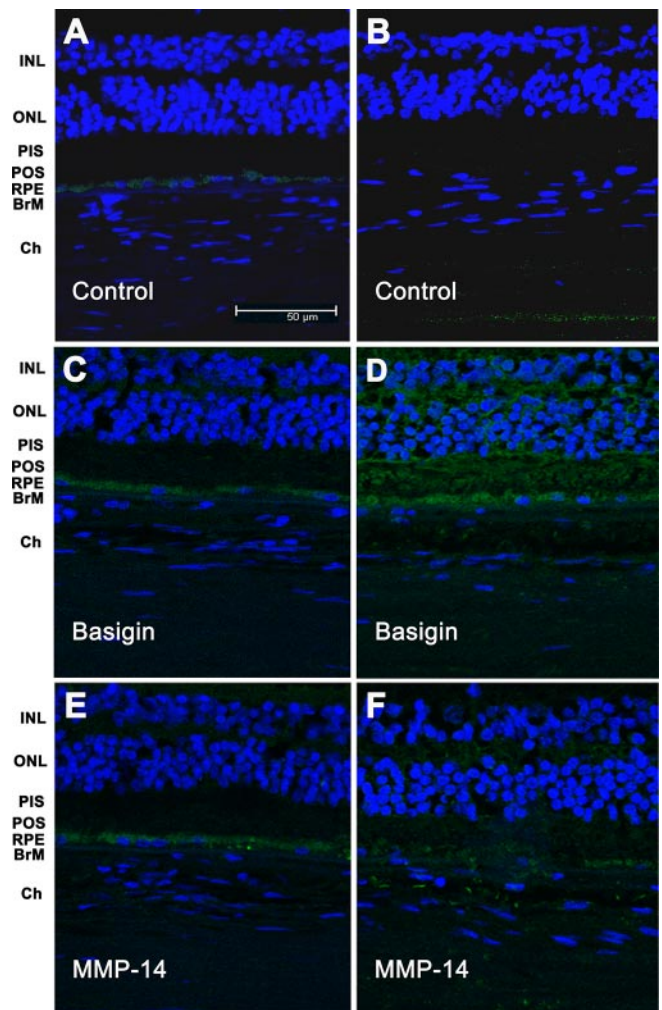 A
B
INL
ONL
PIS
POS
RPE
BrM
Ch
Control
Control
50 µm
C
D
INL
ONL
PIS
POS
RPE
BrM
Ch
Basigin
Basigin
E
F
INL
ONL
PIS
POS
RPE
BrM
Ch
MMP-14
MMP-14